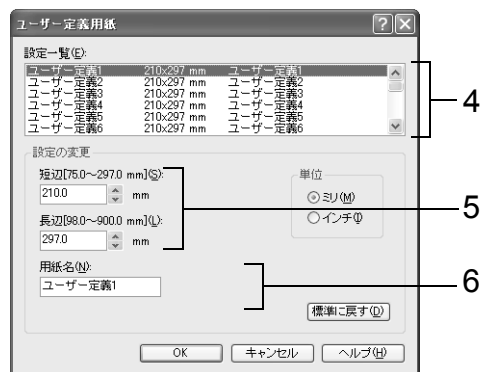 ユーザー定義用紙
設定一覧(E):
ユーザー定義1 210x297 mm ユーザー定義1
ユーザー定義2 210x297 mm ユーザー定義2
ユーザー定義3 210x297 mm ユーザー定義3
ユーザー定義4 210x297 mm ユーザー定義4
ユーザー定義5 210x297 mm ユーザー定義5
ユーザー定義6 210x297 mm ユーザー定義6
4
設定の変更
短辺[75.0～297.0 mm](S):
210.0 mm
長辺[98.0～900.0 mm](L):
297.0 mm
単位
ミリ(M)
インチ(I)
5
用紙名(N):
ユーザー定義1
6
標準に戻す(D)
OK キャンセル ヘルプ(H)